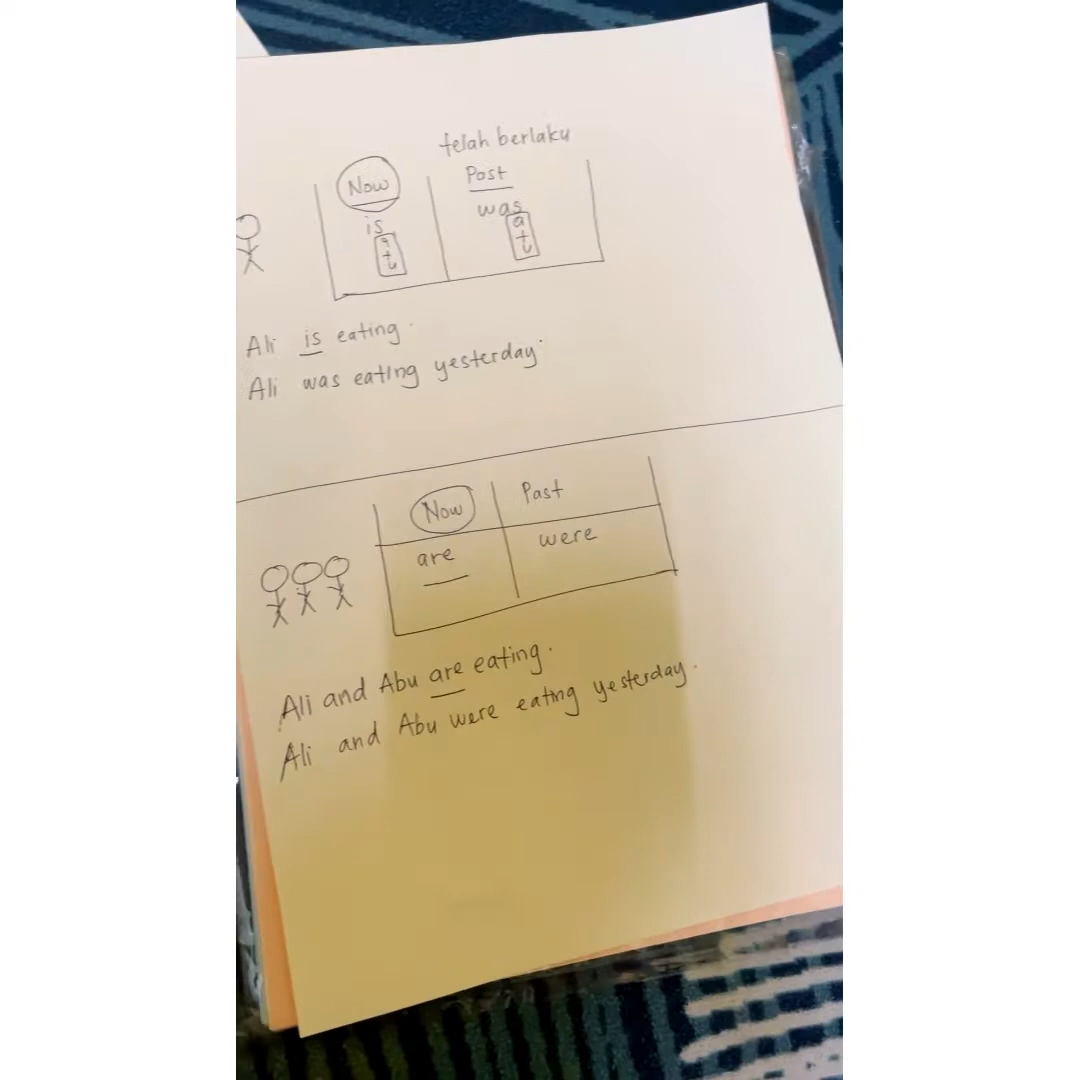 telah berlaku
Now Past
is was
a a
t t
Ali is eating.
Ali was eating yesterday.
Now Past
are were
Ali and Abu are eating.
Ali and Abu were eating yesterday.